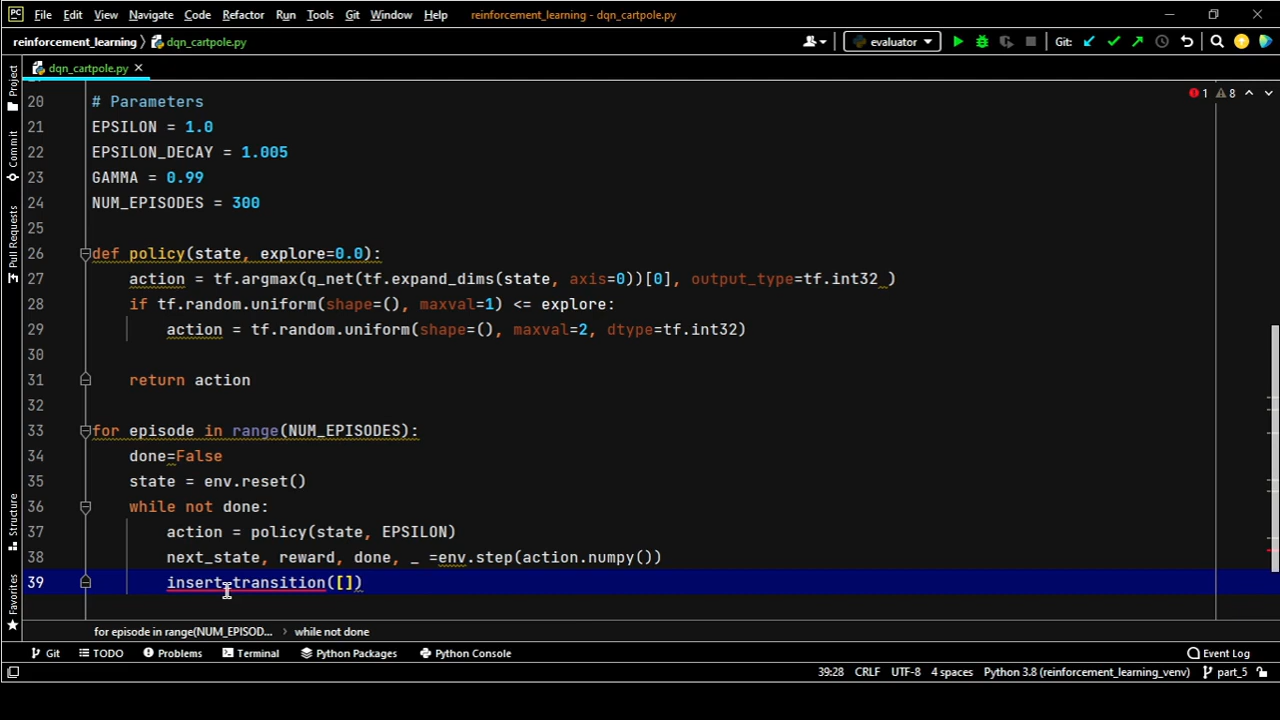 PC File Edit View Navigate Code Refactor Run Tools Git Window Help reinforcement_learning - dqn_cartpole.py
reinforcement_learning dqn_cartpole.py evaluator Git:
dqn_cartpole.py
1 8
20 # Parameters
21 EPSILON = 1.0
22 EPSILON_DECAY = 1.005
23 GAMMA = 0.99
24 NUM_EPISODES = 300
25
26 def policy(state, explore=0.0):
27 action = tf.argmax(q_net(tf.expand_dims(state, axis=0))[0], output_type=tf.int32 )
28 if tf.random.uniform(shape=(), maxval=1) <= explore:
29 action = tf.random.uniform(shape=(), maxval=2, dtype=tf.int32)
30
31 return action
32
33 for episode in range(NUM_EPISODES):
34 done=False
35 state = env.reset()
36 while not done:
37 action = policy(state, EPSILON)
38 next_state, reward, done, _ =env.step(action.numpy())
39 insert_transition([])
Project
Commit
Pull Requests
Structure
Favorites
for episode in range(NUM_EPISOD... › while not done
Git TODO Problems Terminal Python Packages Python Console Event Log
39:28 CRLF UTF-8 4 spaces Python 3.8 (reinforcement_learning_venv) part_5